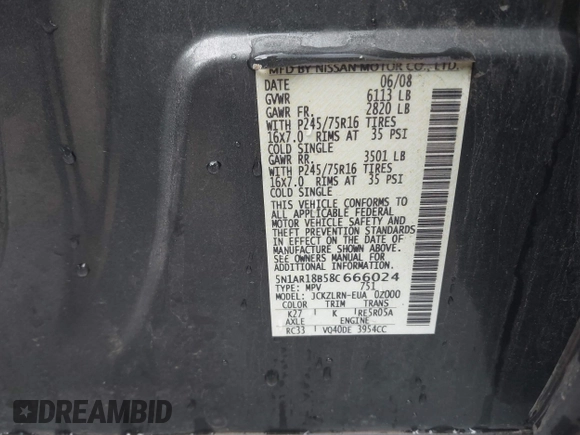 MFD BY NISSAN MOTOR CO., LTD.
DATE 06/08
GVWR 6113 LB
GAWR FR. 2820 LB
WITH P245/75R16 TIRES
16X7.0 RIMS AT 35 PSI
COLD SINGLE
GAWR RR. 3501 LB
WITH P245/75R16 TIRES
16X7.0 RIMS AT 35 PSI
COLD SINGLE
THIS VEHICLE CONFORMS TO
ALL APPLICABLE FEDERAL
MOTOR VEHICLE SAFETY AND
THEFT PREVENTION STANDARDS
IN EFFECT ON THE DATE OF
MANUFACTURE SHOWN ABOVE.
SEE OWNERS MANUAL FOR
ADDITIONAL INFORMATION.
5N1AR18B58C666024
TYPE: MPV 751
MODEL: JCKZLRN-EUA 0Z000
COLOR TRIM TRANS
K27 K RE5R05A
AXLE ENGINE
RC33 VQ40DE 3954CC
DREAMBID